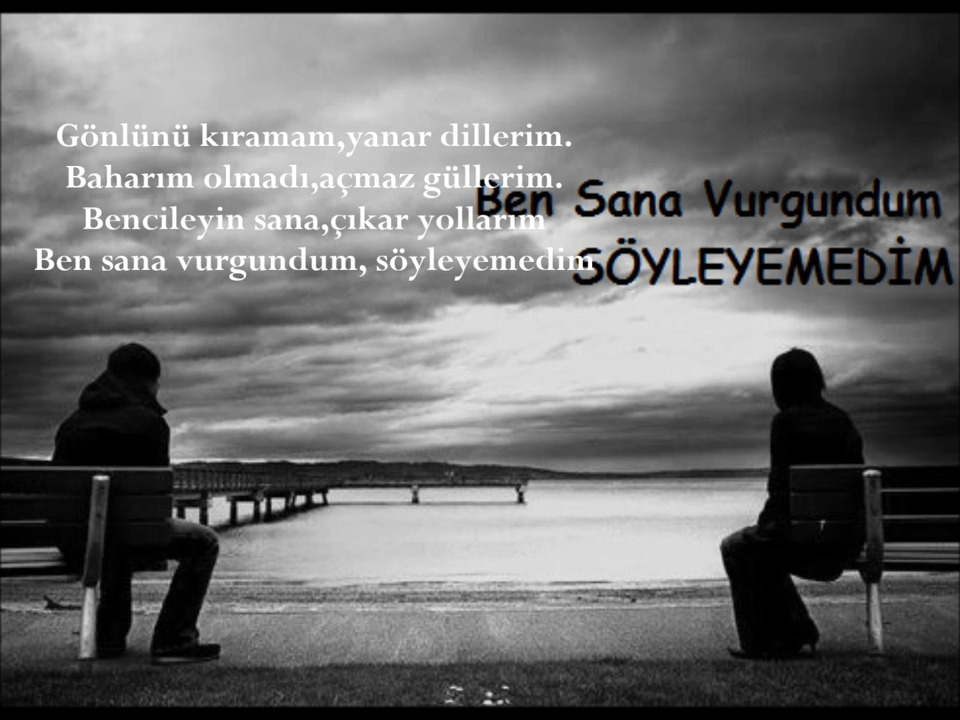 Gönlünü kıramam,yanar dillerim.
Baharım olmadı,açmaz güllerim.
Bencileyin sana,çıkar yollarım
Ben sana vurgundum, söyleyemedim
Ben Sana Vurgundum
SÖYLEYEMEDİM